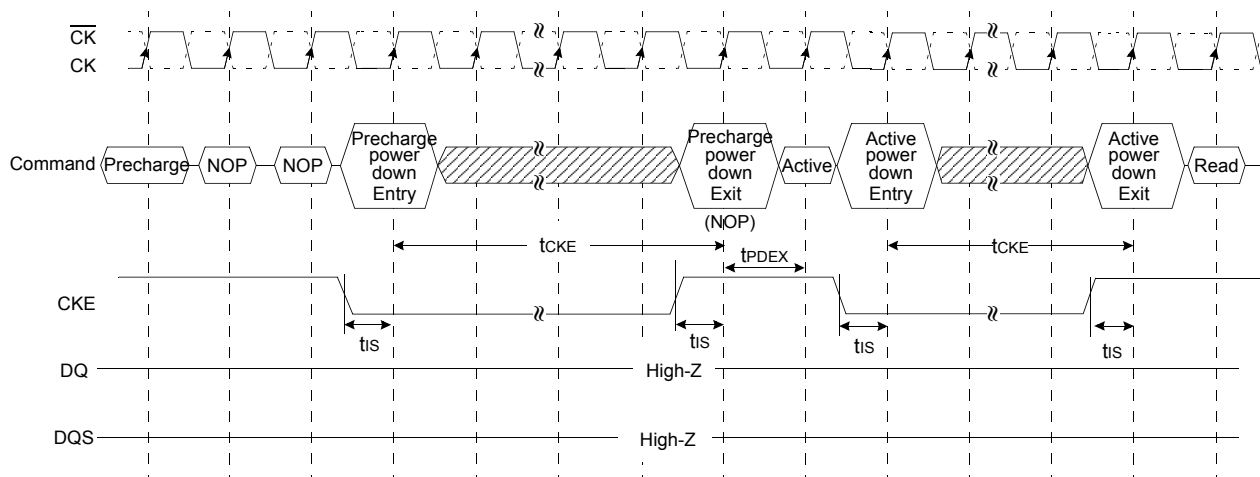 CK
CK
Command
Precharge
NOP
NOP
Precharge
power
down
Entry
Precharge
power
down
Exit
(NOP)
Active
Active
power
down
Entry
Active
power
down
Exit
Read
tCKE
tPDEX
tCKE
CKE
tIS
tIS
tIS
tIS
DQ
High-Z
DQS
High-Z